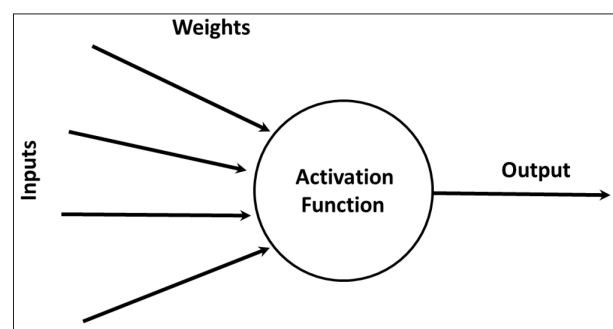 Weights
Inputs
Activation
Function
Output